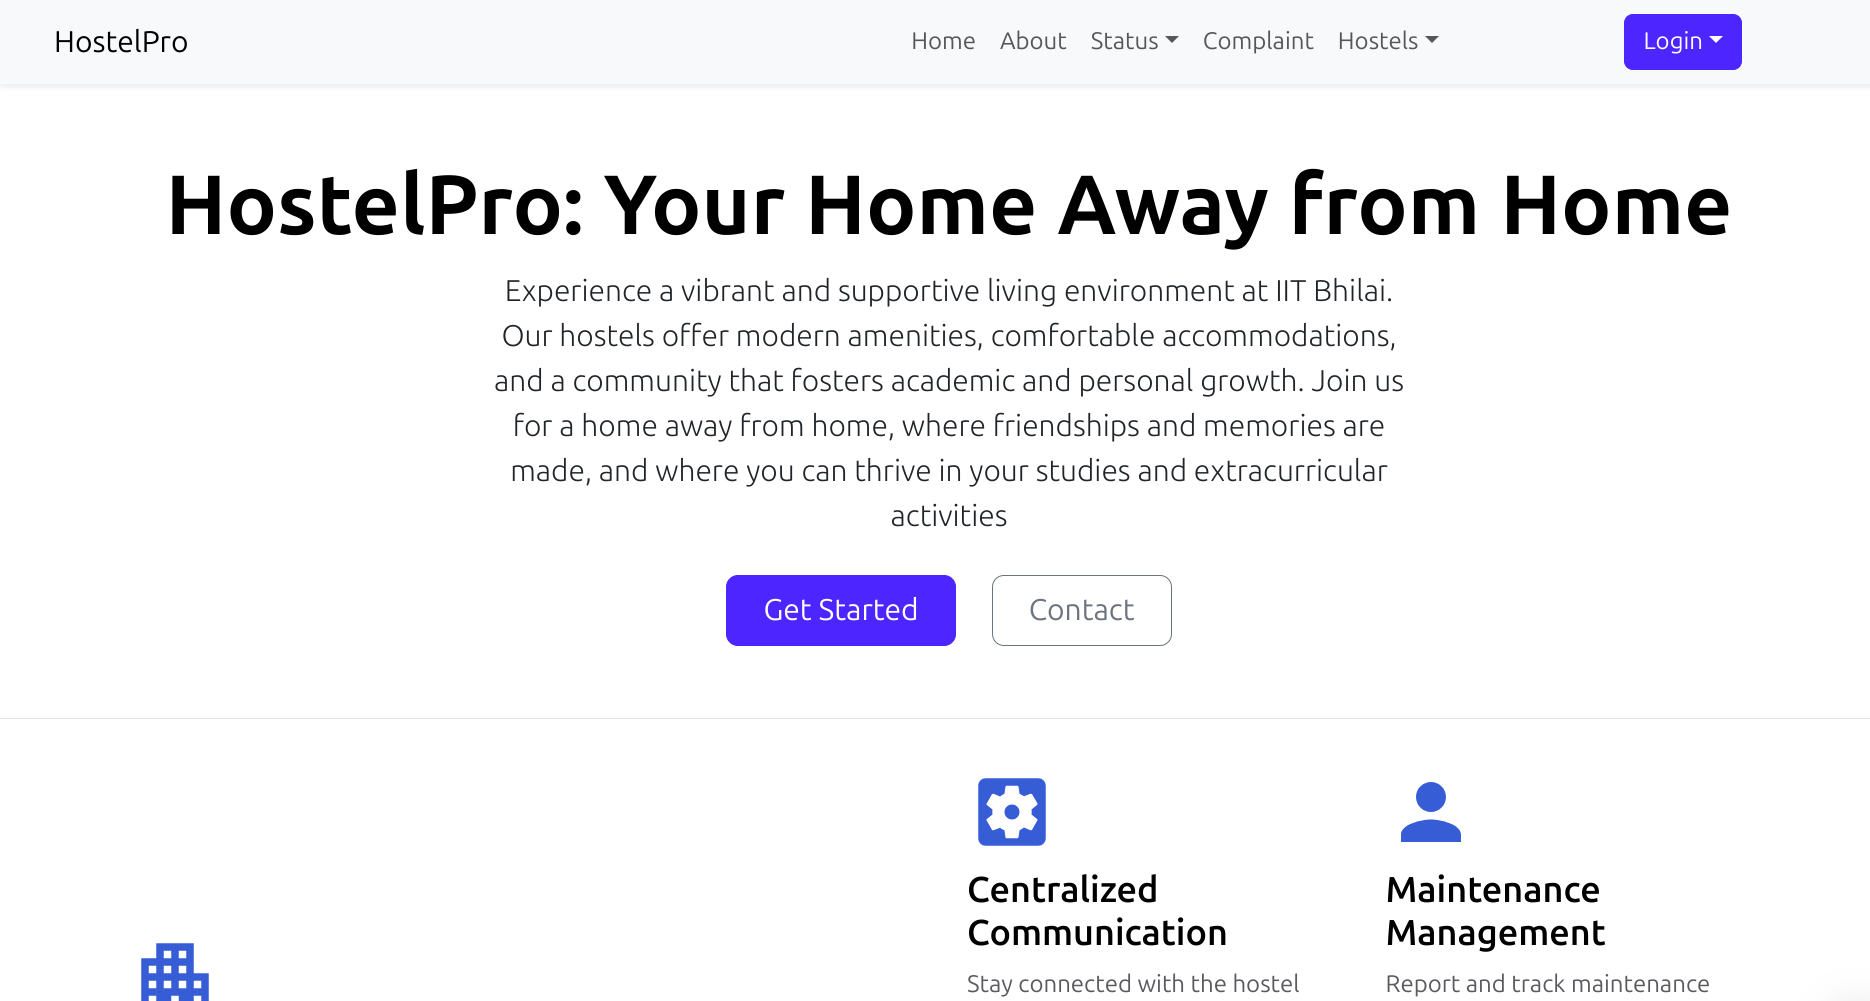 HostelPro
Home About Status Complaint Hostels
Login
HostelPro: Your Home Away from Home
Experience a vibrant and supportive living environment at IIT Bhilai.
Our hostels offer modern amenities, comfortable accommodations,
and a community that fosters academic and personal growth. Join us
for a home away from home, where friendships and memories are
made, and where you can thrive in your studies and extracurricular
activities
Get Started
Contact
Centralized
Communication
Stay connected with the hostel
Maintenance
Management
Report and track maintenance